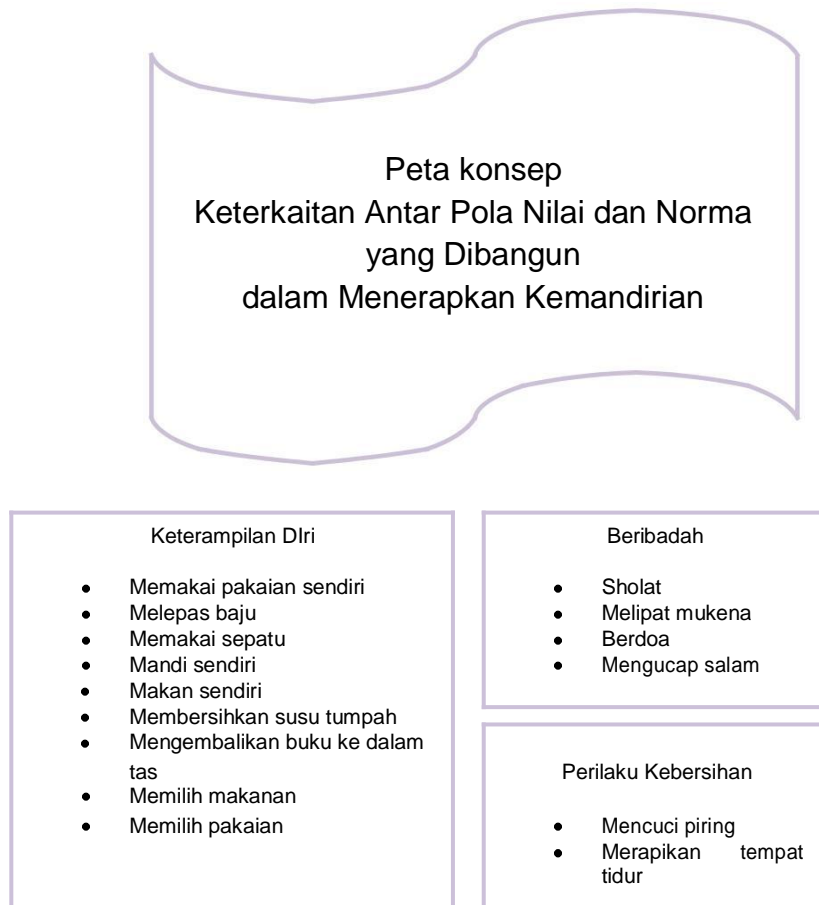 Peta konsep
Keterkaitan Antar Pola Nilai dan Norma
yang Dibangun
dalam Menerapkan Kemandirian
Keterampilan DIri
• Memakai pakaian sendiri
• Melepas baju
• Memakai sepatu
• Mandi sendiri
• Makan sendiri
• Membersihkan susu tumpah
• Mengembalikan buku ke dalam
tas
• Memilih makanan
• Memilih pakaian
Beribadah
• Sholat
• Melipat mukena
• Berdoa
• Mengucap salam
Perilaku Kebersihan
• Mencuci piring
• Merapikan tempat
tidur